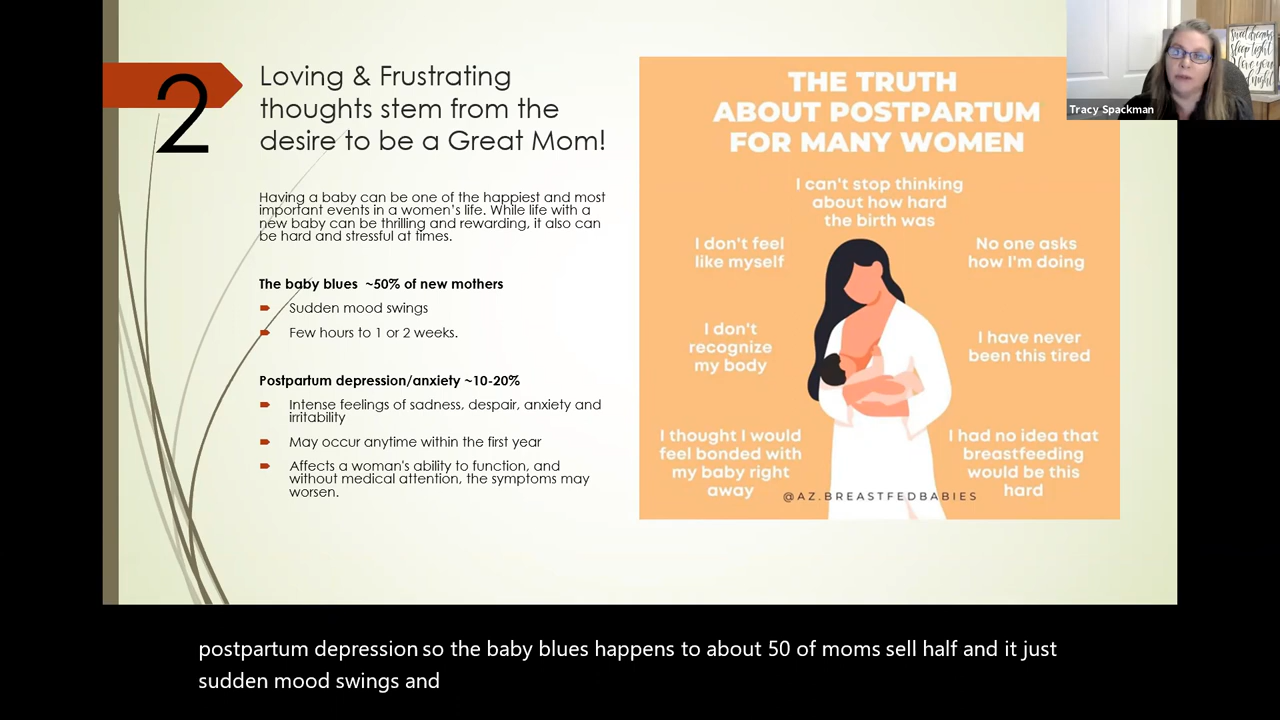 2
Loving & Frustrating
thoughts stem from the
desire to be a Great Mom!
Having a baby can be one of the happiest and most
important events in a women's life. While life with a
new baby can be thrilling and rewarding, it also can
be hard and stressful at times.
The baby blues ~50% of new mothers
Sudden mood swings
Few hours to 1 or 2 weeks.
Postpartum depression/anxiety ~10-20%
Intense feelings of sadness, despair, anxiety and
irritability
May occur anytime within the first year
Affects a woman's ability to function, and
without medical attention, the symptoms may
worsen.
THE TRUTH
ABOUT POSTPARTUM
FOR MANY WOMEN
I can't stop thinking
about how hard
the birth was
I don't feel
like myself
No one asks
how I'm doing
I don't
recognize
my body
I have never
been this tired
I thought I would
feel bonded with
my baby right
away
I had no idea that
breastfeeding
would be this
hard
@AZ.BREASTFEDBABIES
sweet dreams
sleep tight
love you
Tracy Spackman
postpartum depression so the baby blues happens to about 50 of moms sell half and it just
sudden mood swings and